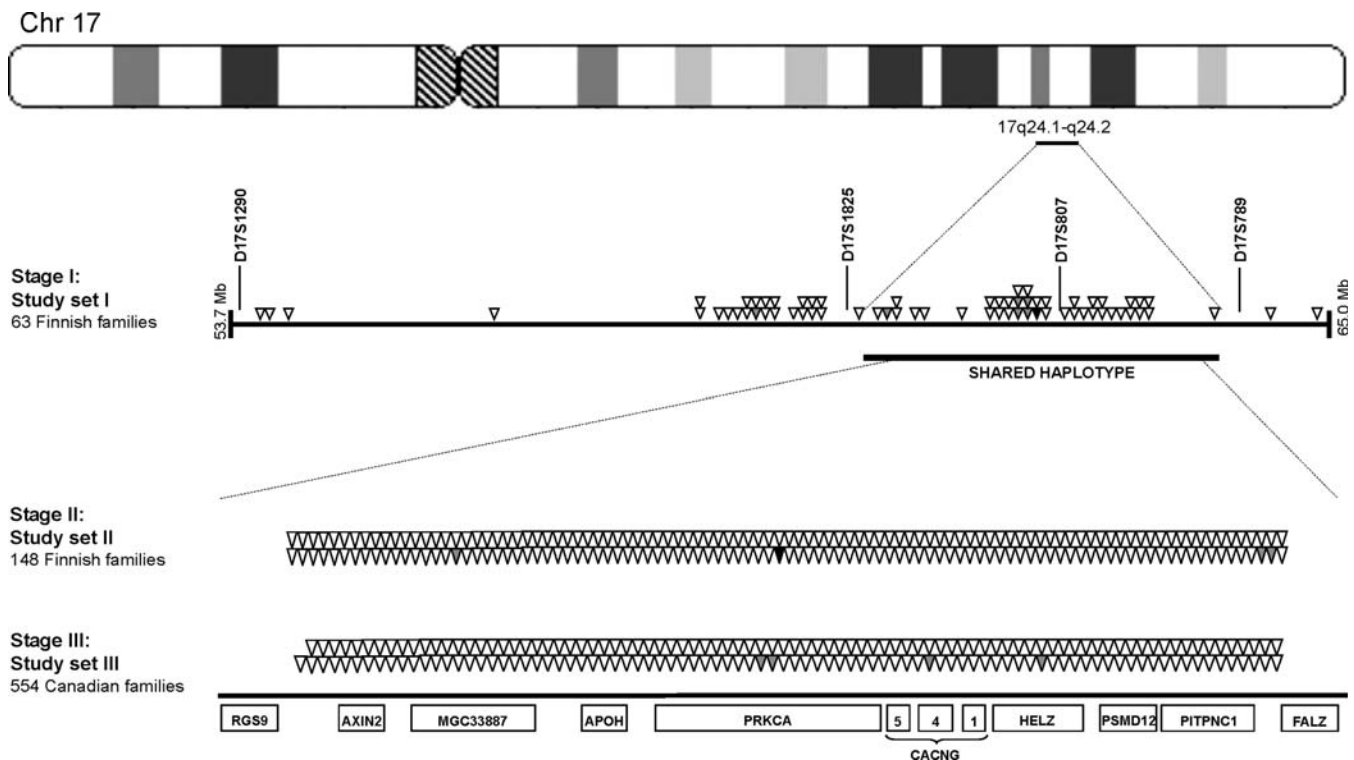 Chr 17
17q24.1-q24.2
D17S1290
D17S1825
D17S807
D17S789
Stage I:
Study set I
63 Finnish families
53.7 Mb
65.0 Mb
SHARED HAPLOTYPE
Stage II:
Study set II
148 Finnish families
Stage III:
Study set III
554 Canadian families
RGS9 AXIN2 MGC33887 APOH PRKCA 5 4 1 HELZ PSMD12 PITPNC1 FALZ
CACNG